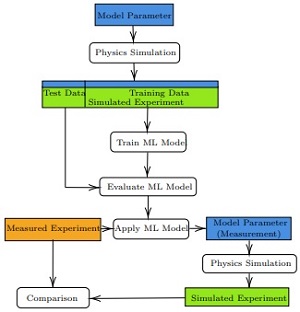 Model Parameter
Physics Simulation
Test Data
Training Data
Simulated Experiment
Train ML Model
Evaluate ML Model
Measured Experiment
Apply ML Model
Model Parameter
(Measurement)
Physics Simulation
Comparison
Simulated Experiment